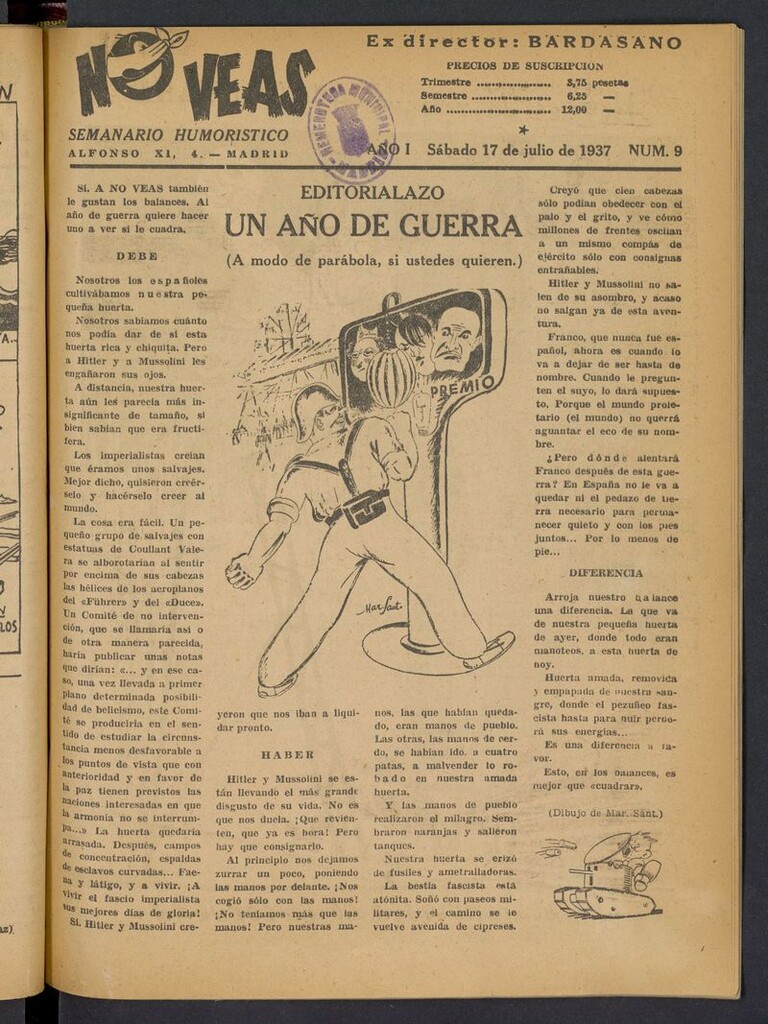 NO VEAS
SEMANARIO HUMORISTICO
ALFONSO XI, 4. — MADRID
Ex director: BARDASANO
PRECIOS DE SUSCRIPCION
Trimestre .................. 3,75 pesetas
Semestre .................. 6,25 —
Año .................. 12,00 —
HEMEROTECA MUNICIPAL
MADRID
AÑO I Sábado 17 de julio de 1937 NUM. 9
Sí. A NO VEAS también
le gustan los balances. Al
año de guerra quiere hacer
uno a ver si le cuadra.
DEBE
Nosotros los españoles
cultivábamos nuestra pe-
queña huerta.
Nosotros sabíamos cuánto
nos podía dar de sí esta
huerta rica y chiquita. Pero
a Hitler y a Mussolini les
engañaron sus ojos.
A distancia, nuestra huer-
ta aún les parecía más in-
significante de tamaño, si
bien sabían que era fructí-
fera.
Los imperialistas creían
que éramos unos salvajes.
Mejor dicho, quisieron creér-
selo y hacérselo creer al
mundo.
La cosa era fácil. Un pe-
queño grupo de salvajes con
estatuas de Coullant Vale-
ra se alborotarían al sentir
por encima de sus cabezas
las hélices de los aeroplanos
del «Führer» y del «Duce».
Un Comité de no interven-
ción, que se llamaría así o
de otra manera parecida,
haría publicar unas notas
que dirían: «... y en ese ca-
so, una vez llevada a primer
plano determinada posibili-
dad de belicismo, este Comi-
té se produciría en el sen-
tido de estudiar la circuns-
tancia menos desfavorable a
los puntos de vista que con
anterioridad y en favor de
la paz tienen previstos las
naciones interesadas en que
la armonía no se interrum-
pa...» La huerta quedaría
arrasada. Después, campos
de concentración, espaldas
de esclavos curvadas... Fae-
na y látigo, y a vivir. ¡A
vivir el fascio imperialista
sus mejores días de gloria!
Sí. Hitler y Mussolini cre-
EDITORIALAZO
UN AÑO DE GUERRA
(A modo de parábola, si ustedes quieren.)
PREMIO
Mar Sant.
yeron que nos iban a liqui-
dar pronto.
HABER
Hitler y Mussolini se es-
tán llevando el más grande
disgusto de su vida. No es
que nos duela. ¡Que revien-
ten, que ya es hora! Pero
hay que consignarlo.
Al principio nos dejamos
zurrar un poco, poniendo
las manos por delante. ¡Nos
cogió sólo con las manos!
¡No teníamos más que las
manos! Pero nuestras ma-
nos, las que habían queda-
do, eran manos de pueblo.
Las otras, las manos de cer-
do, se habían ido, a cuatro
patas, a malvender lo ro-
bado en nuestra amada
huerta.
Y las manos de pueblo
realizaron el milagro. Sem-
braron naranjas y salieron
tanques.
Nuestra huerta se erizó
de fusiles y ametralladoras.
La bestia fascista está
atónita. Soñó con paseos mi-
litares, y el camino se le
vuelve avenida de cipreses.
Creyó que cien cabezas
sólo podían obedecer con el
palo y el grito, y ve cómo
millones de frentes oscilan
a un mismo compás de
ejército sólo con consignas
entrañables.
Hitler y Mussolini no sa-
len de su asombro, y acaso
no salgan ya de esta aven-
tura.
Franco, que nunca fué es-
pañol, ahora es cuando lo
va a dejar de ser hasta de
nombre. Cuando le pregun-
ten el suyo, lo dará supues-
to. Porque el mundo prole-
tario (el mundo) no querrá
aguantar el eco de su nom-
bre.
¿Pero dónde alentará
Franco después de esta gue-
rra? En España no le va a
quedar ni el pedazo de tie-
rra necesario para perma-
necer quieto y con los pies
juntos... Por lo menos de
pie...
DIFERENCIA
Arroja nuestro balance
una diferencia. La que va
de nuestra pequeña huerta
de ayer, donde todo eran
manoteos, a esta huerta de
hoy.
Huerta amada, removida
y empapada de nuestra san-
gre, donde el pezuñeo fas-
cista hasta para huir perde-
rá sus energías...
Es una diferencia a fa-
vor.
Esto, en los balances, es
mejor que «cuadrar».
(Dibujo de Mar. Sant.)